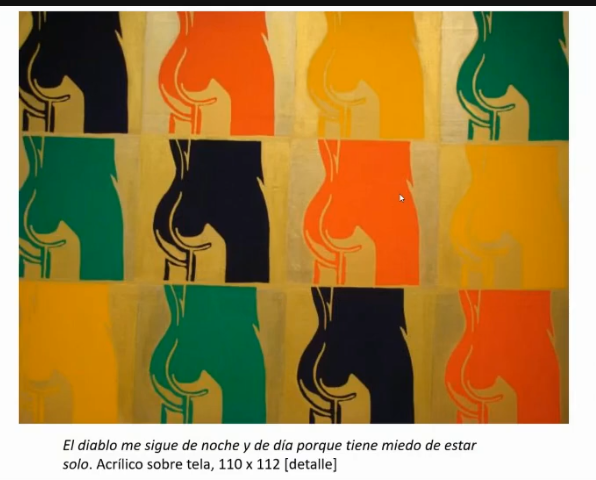 El diablo me sigue de noche y de día porque tiene miedo de estar
solo. Acrílico sobre tela, 110 x 112 [detalle]